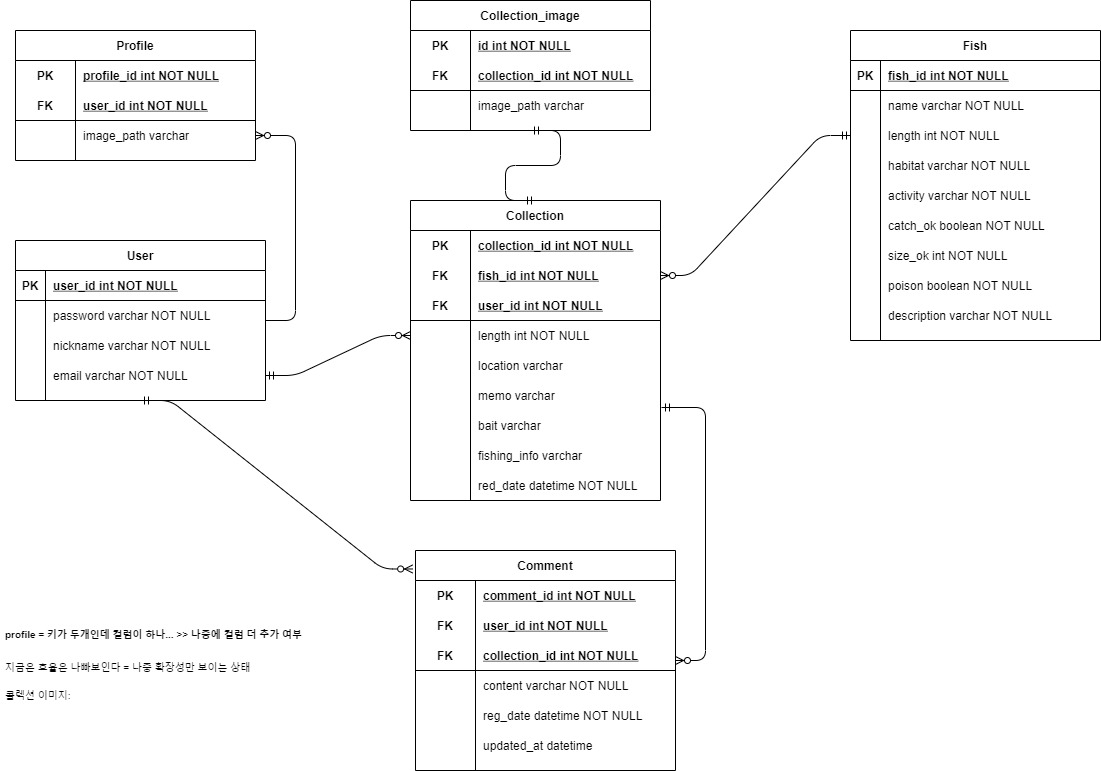 Profile
PK profile_id int NOT NULL
FK user_id int NOT NULL
image_path varchar
Collection_image
PK id int NOT NULL
FK collection_id int NOT NULL
image_path varchar
Fish
PK fish_id int NOT NULL
name varchar NOT NULL
length int NOT NULL
habitat varchar NOT NULL
activity varchar NOT NULL
catch_ok boolean NOT NULL
size_ok int NOT NULL
poison boolean NOT NULL
description varchar NOT NULL
User
PK user_id int NOT NULL
password varchar NOT NULL
nickname varchar NOT NULL
email varchar NOT NULL
Collection
PK collection_id int NOT NULL
FK fish_id int NOT NULL
FK user_id int NOT NULL
length int NOT NULL
location varchar
memo varchar
bait varchar
fishing_info varchar
red_date datetime NOT NULL
Comment
PK comment_id int NOT NULL
FK user_id int NOT NULL
FK collection_id int NOT NULL
content varchar NOT NULL
reg_date datetime NOT NULL
updated_at datetime
profile = 키가 두개인데 컬럼이 하나... >> 나중에 컬럼 더 추가 여부
지금은 효율은 나빠보인다 = 나중 확장성만 보이는 상태
콜렉션 이미지: